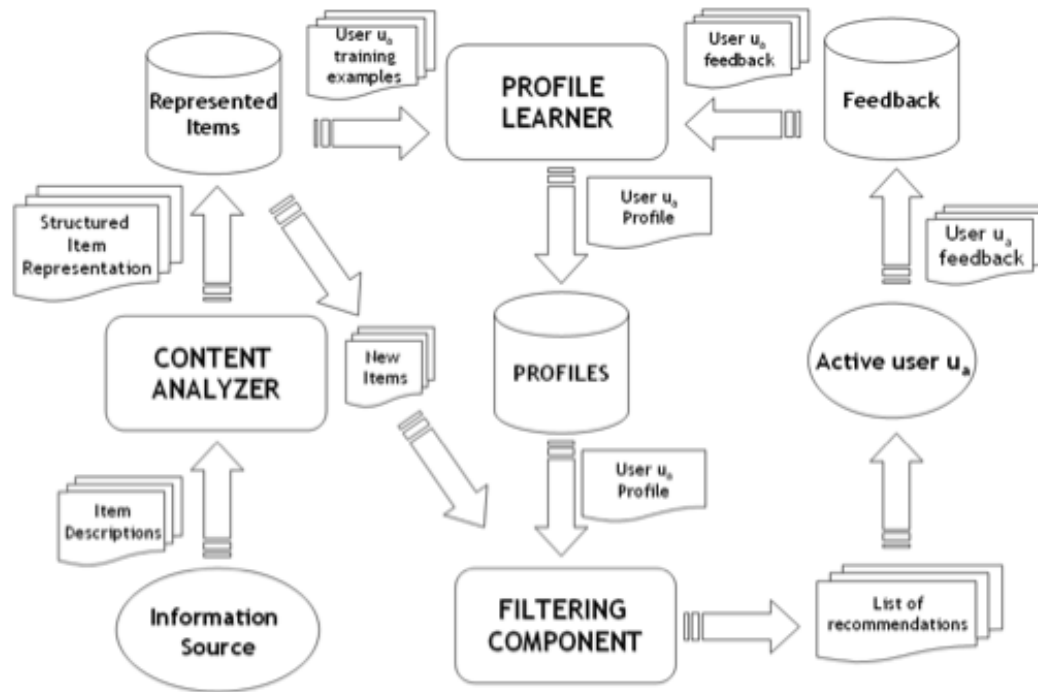 User uₐ
training
examples
User uₐ
feedback
Represented
Items
PROFILE
LEARNER
Feedback
Structured
Item
Representation
User uₐ
Profile
User uₐ
feedback
CONTENT
ANALYZER
New
Items
PROFILES
Active user uₐ
Item
Descriptions
User uₐ
Profile
Information
Source
FILTERING
COMPONENT
List of
recommendations